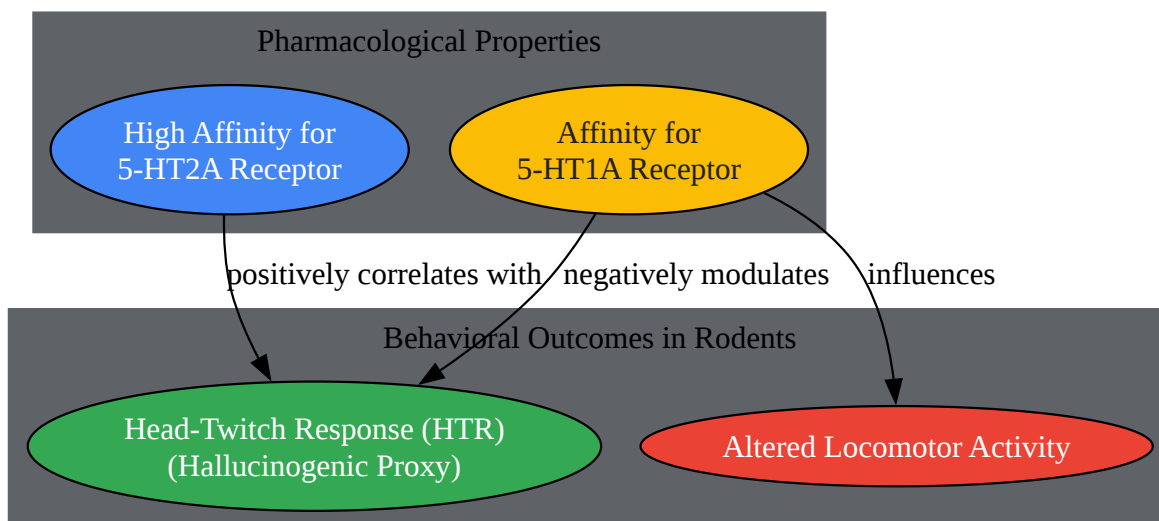 Pharmacological Properties
High Affinity for
5-HT2A Receptor
Affinity for
5-HT1A Receptor
positively correlates with
negatively modulates
influences
Behavioral Outcomes in Rodents
Head-Twitch Response (HTR)
(Hallucinogenic Proxy)
Altered Locomotor Activity